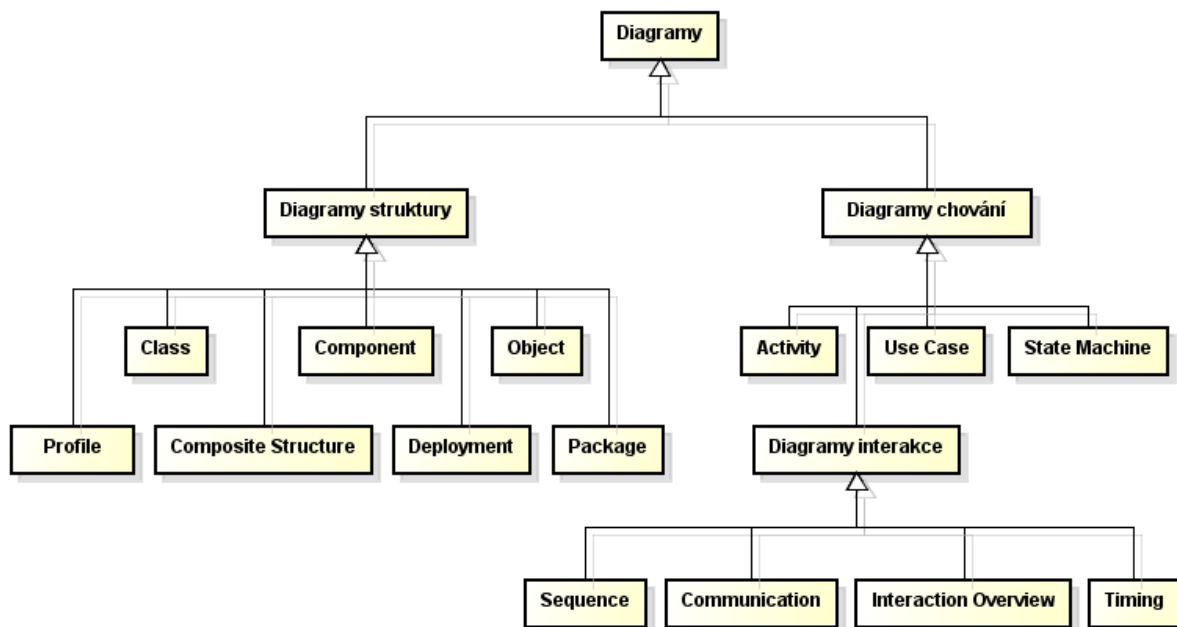 Diagramy
Diagramy struktury
Diagramy chování
Class
Component
Object
Activity
Use Case
State Machine
Profile
Composite Structure
Deployment
Package
Diagramy interakce
Sequence
Communication
Interaction Overview
Timing